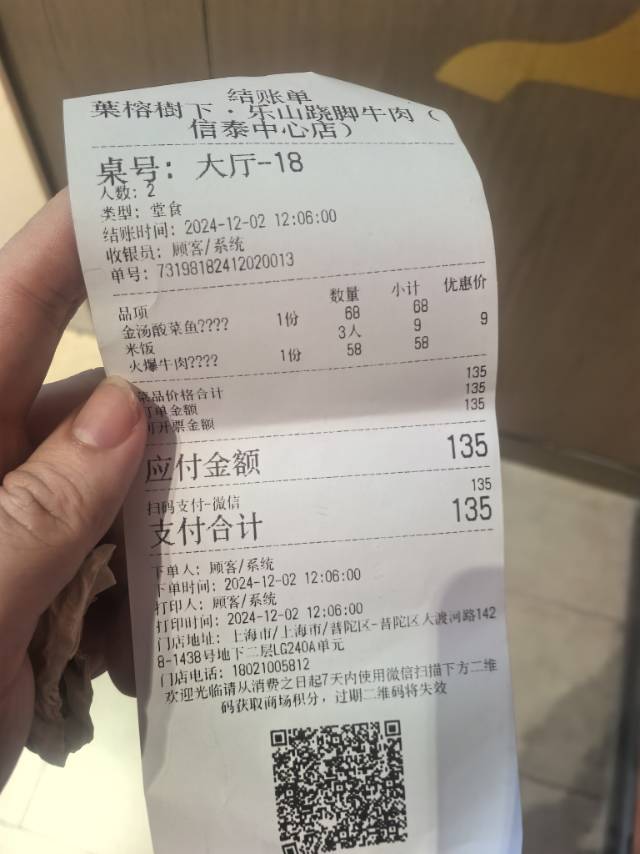 结账单
葉榕樹下·乐山跷脚牛肉（
信泰中心店）
桌号：大厅-18
人数：2
类型：堂食
结账时间：2024-12-02 12:06:00
收银员：顾客/系统
单号：73198182412020013
品项 数量 小计 优惠价
金汤酸菜鱼???? 1份 68 68
米饭 3人 9 9
火爆牛肉???? 1份 58 58
菜品价格合计 135
订单金额 135
可开票金额 135
应付金额 135
扫码支付-微信 135
支付合计 135
下单人：顾客/系统
下单时间：2024-12-02 12:06:00
打印人：顾客/系统
打印时间：2024-12-02 12:06:00
门店地址：上海市/上海市/普陀区-普陀区大渡河路142
8-1438号地下二层LG240A单元
门店电话：18021005812
欢迎光临请从消费之日起7天内使用微信扫描下方二维
码获取商场积分，过期二维码将失效